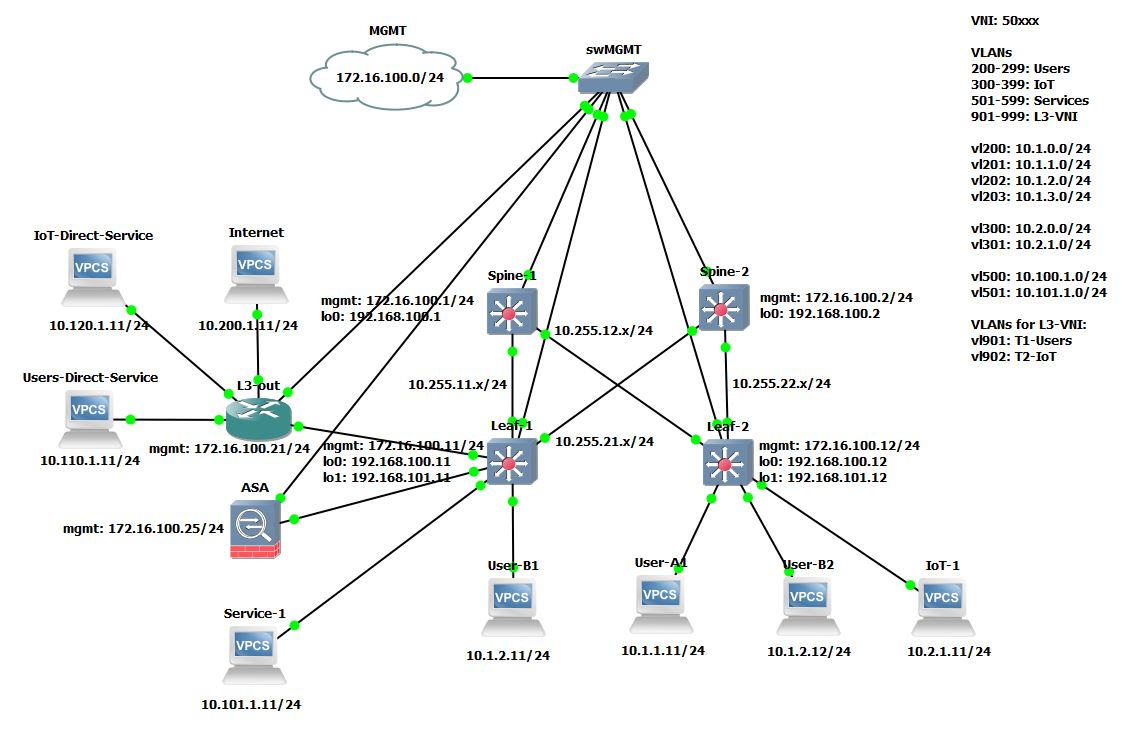 MGMT
172.16.100.0/24
swMGMT
VNI: 50xxx
VLANs
200-299: Users
300-399: IoT
501-599: Services
901-999: L3-VNI
vl200: 10.1.0.0/24
vl201: 10.1.1.0/24
vl202: 10.1.2.0/24
vl203: 10.1.3.0/24
vl300: 10.2.0.0/24
vl301: 10.2.1.0/24
vl500: 10.100.1.0/24
vl501: 10.101.1.0/24
VLANs for L3-VNI:
vl901: T1-Users
vl902: T2-IoT
IoT-Direct-Service
VPCS
10.120.1.11/24
Internet
VPCS
10.200.1.11/24
Spine-1
mgmt: 172.16.100.1/24
lo0: 192.168.100.1
Spine-2
mgmt: 172.16.100.2/24
lo0: 192.168.100.2
10.255.12.x/24
10.255.11.x/24
10.255.22.x/24
10.255.21.x/24
Users-Direct-Service
VPCS
10.110.1.11/24
L3-out
mgmt: 172.16.100.21/24
Leaf-1
mgmt: 172.16.100.11/24
lo0: 192.168.100.11
lo1: 192.168.101.11
Leaf-2
mgmt: 172.16.100.12/24
lo0: 192.168.100.12
lo1: 192.168.101.12
ASA
mgmt: 172.16.100.25/24
Service-1
VPCS
10.101.1.11/24
User-B1
VPCS
10.1.2.11/24
User-A1
VPCS
10.1.1.11/24
User-B2
VPCS
10.1.2.12/24
IoT-1
VPCS
10.2.1.11/24